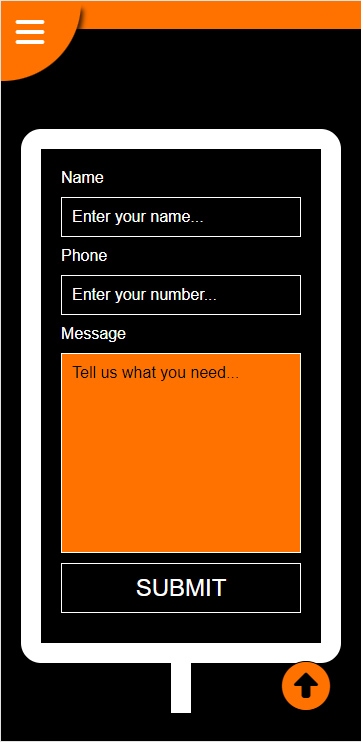 Name
Enter your name...
Phone
Enter your number...
Message
Tell us what you need...
SUBMIT